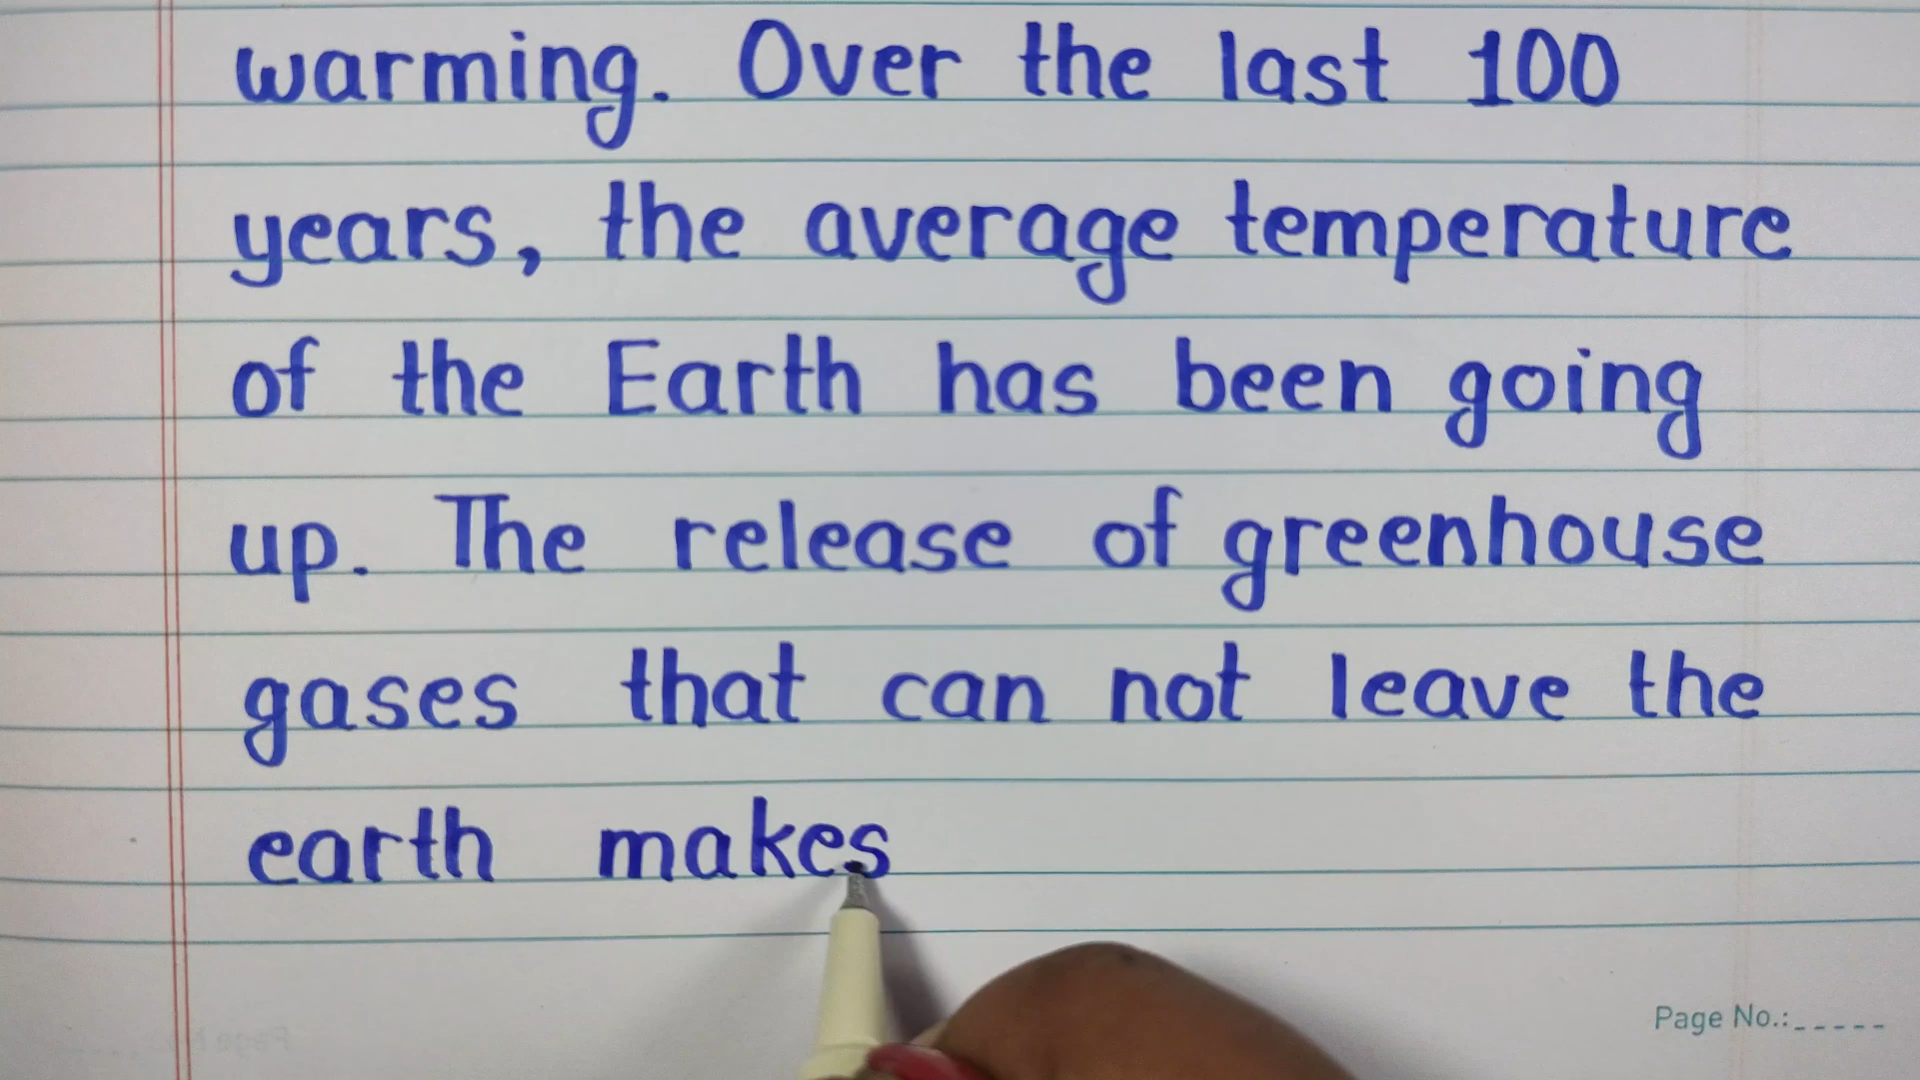 warming. Over the last 100
years, the average temperature
of the Earth has been going
up. The release of greenhouse
gases that can not leave the
earth makes
Page No.:_ _ _ _ _